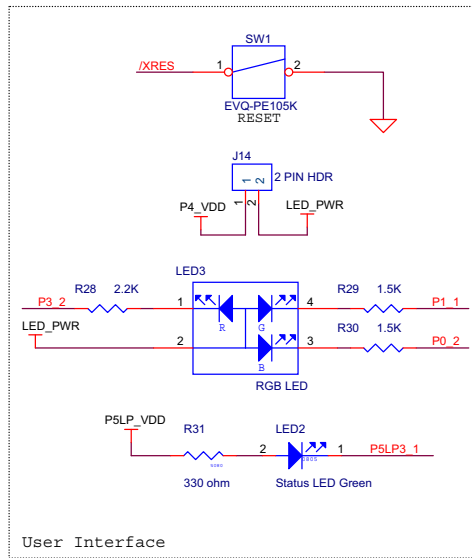 SW1
/XRES
1
2
EVQ-PE105K
RESET
J14
1
2
2 PIN HDR
P4_VDD
1
2
LED_PWR
LED3
R28
2.2K
R29
1.5K
P3_2
1
R
G
4
P1_1
LED_PWR
R30
1.5K
2
B
3
P0_2
RGB LED
P5LP_VDD
R31
LED2
2
1
P5LP3_1
0805
330 ohm
Status LED Green
User Interface